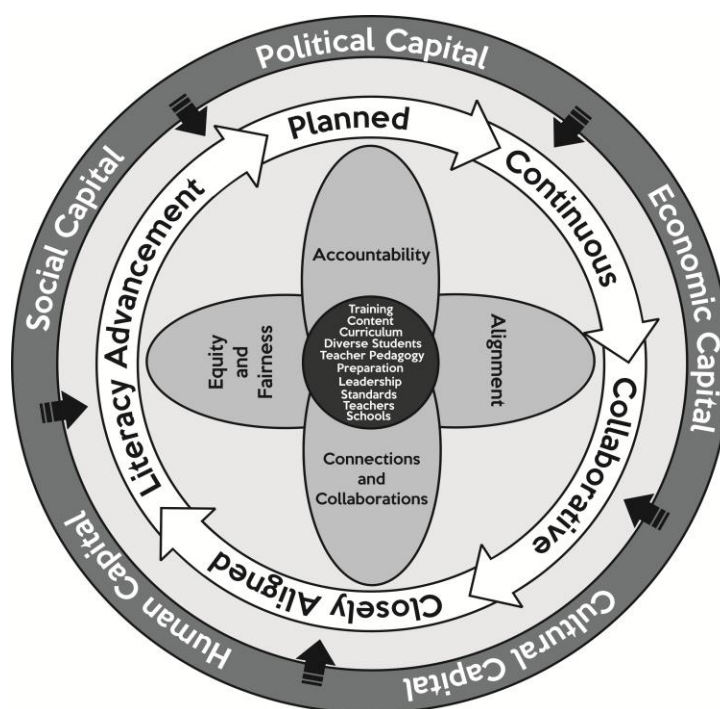 Political Capital
Economic Capital
Cultural Capital
Human Capital
Social Capital
Planned
Continuous
Collaborative
Closely Aligned
Literacy Advancement
Accountability
Alignment
Connections
and
Collaborations
Equity
and
Fairness
Training
Content
Curriculum
Diverse Students
Teacher Pedagogy
Preparation
Leadership
Standards
Teachers
Schools